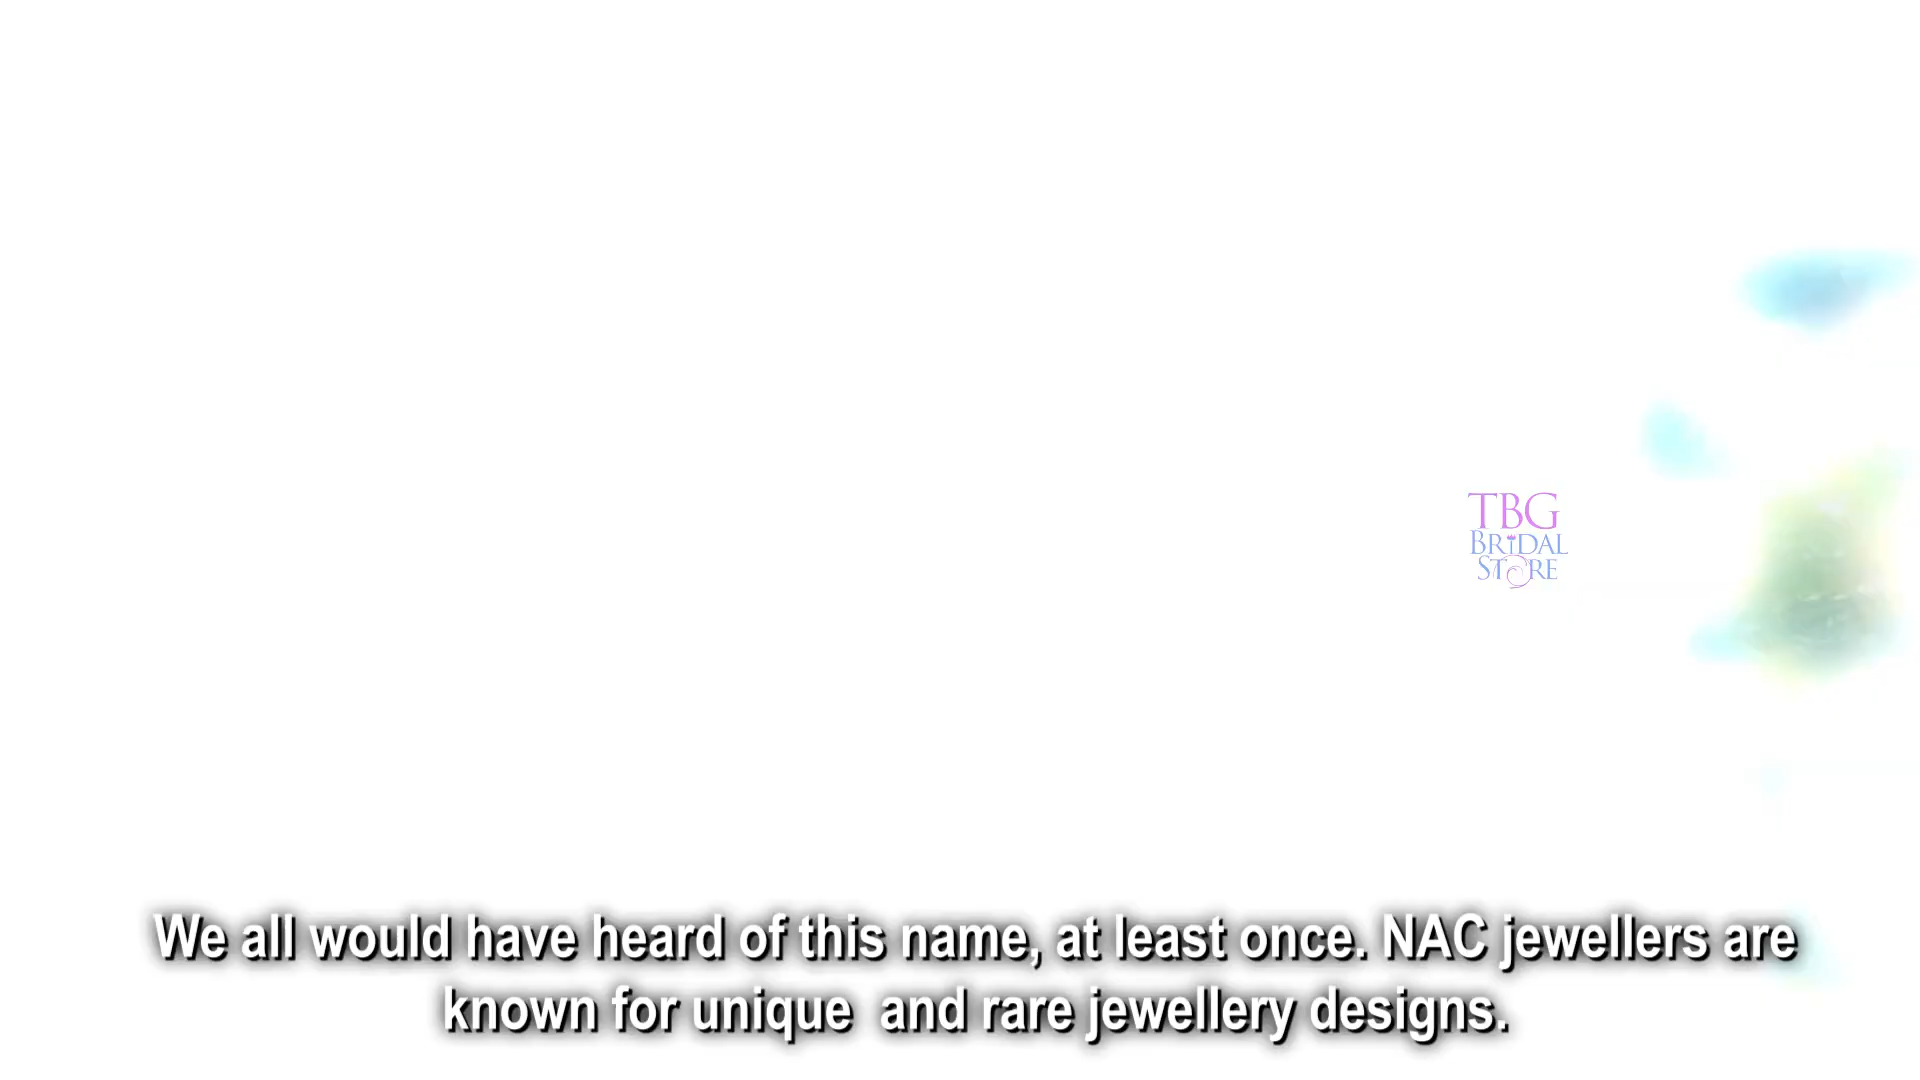 TBG
BRIDAL
STORE
We all would have heard of this name, at least once. NAC jewellers are
known for unique  and rare jewellery designs.